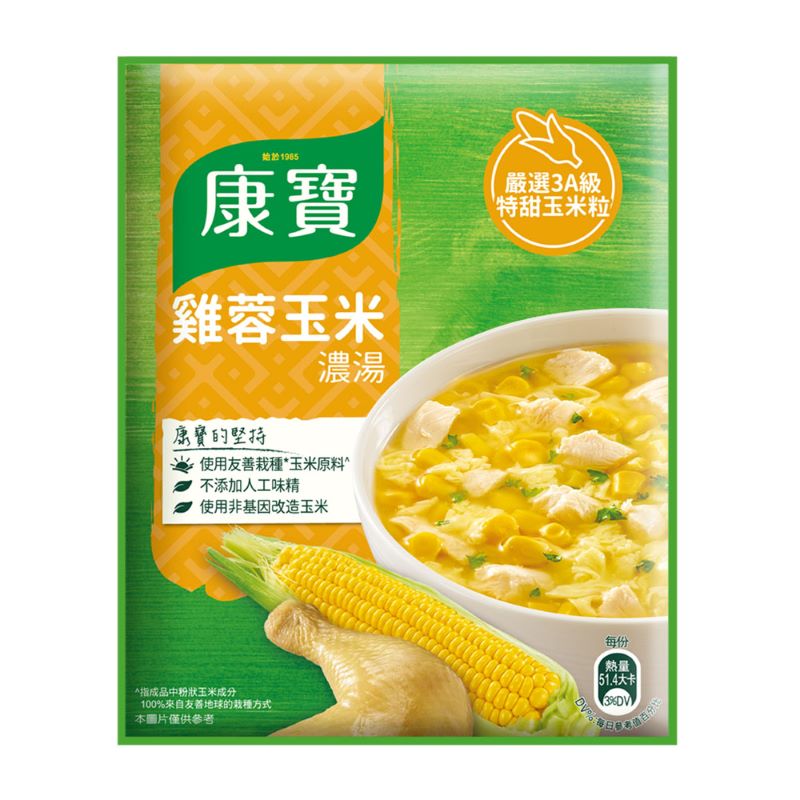 始於1985
康寶
嚴選3A級
特甜玉米粒
雞蓉玉米
濃湯
康寶的堅持
使用友善栽種*玉米原料^
不添加人工味精
使用非基因改造玉米
每份
熱量
51.4大卡
3%DV
DV%:每日參考值百分比
^指成品中粉狀玉米成分
100%來自友善地球的栽種方式
本圖片僅供參考